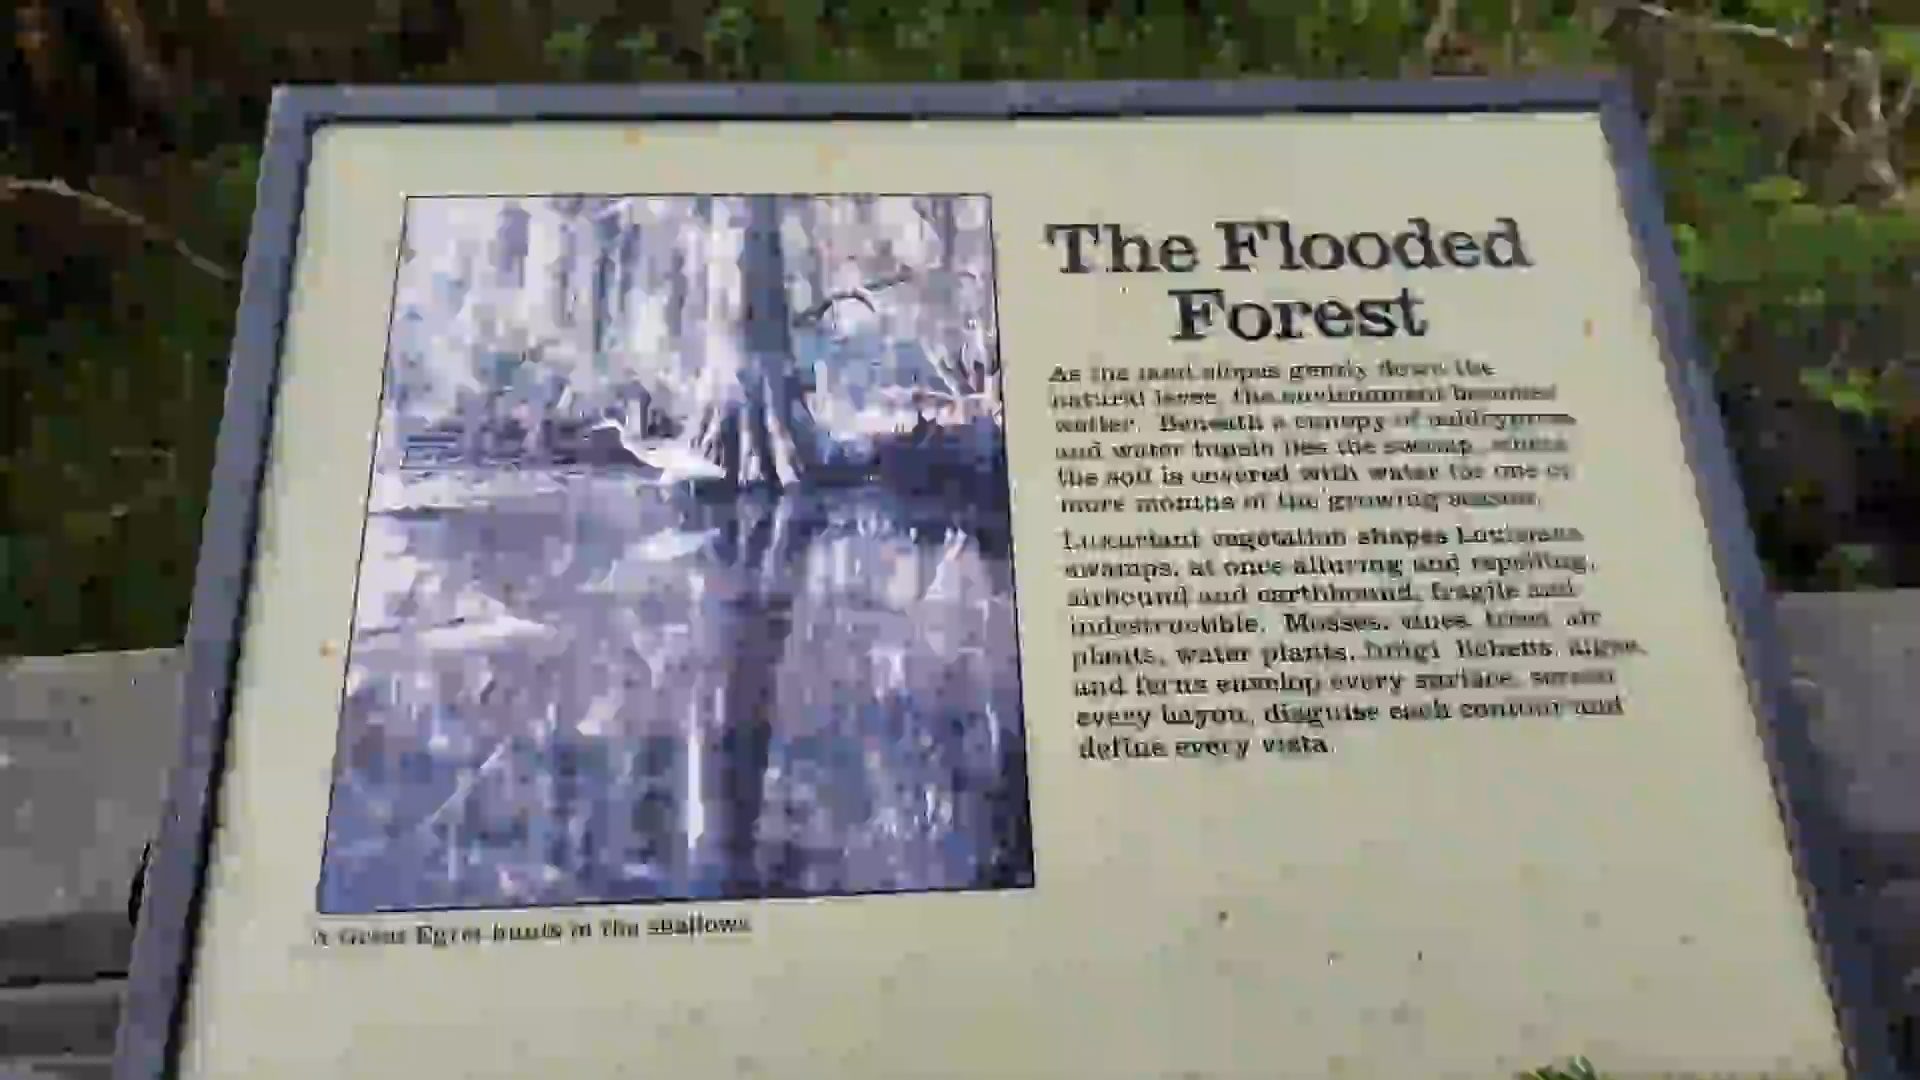 The Flooded
Forest
As the land slopes gently down the
natural levee, the environment becomes
wetter. Beneath a canopy of baldcypress
and water tupelo lies the swamp, where
the soil is covered with water for one or
more months of the growing season.
Luxuriant vegetation shapes Louisiana
swamps, at once alluring and repelling,
airbound and earthbound, fragile and
indestructible. Mosses, vines, trees, air
plants, water plants, fungi, lichens, algae,
and ferns envelop every surface, screen
every bayou, disguise each contour and
define every vista.
A Great Egret hunts in the shallows